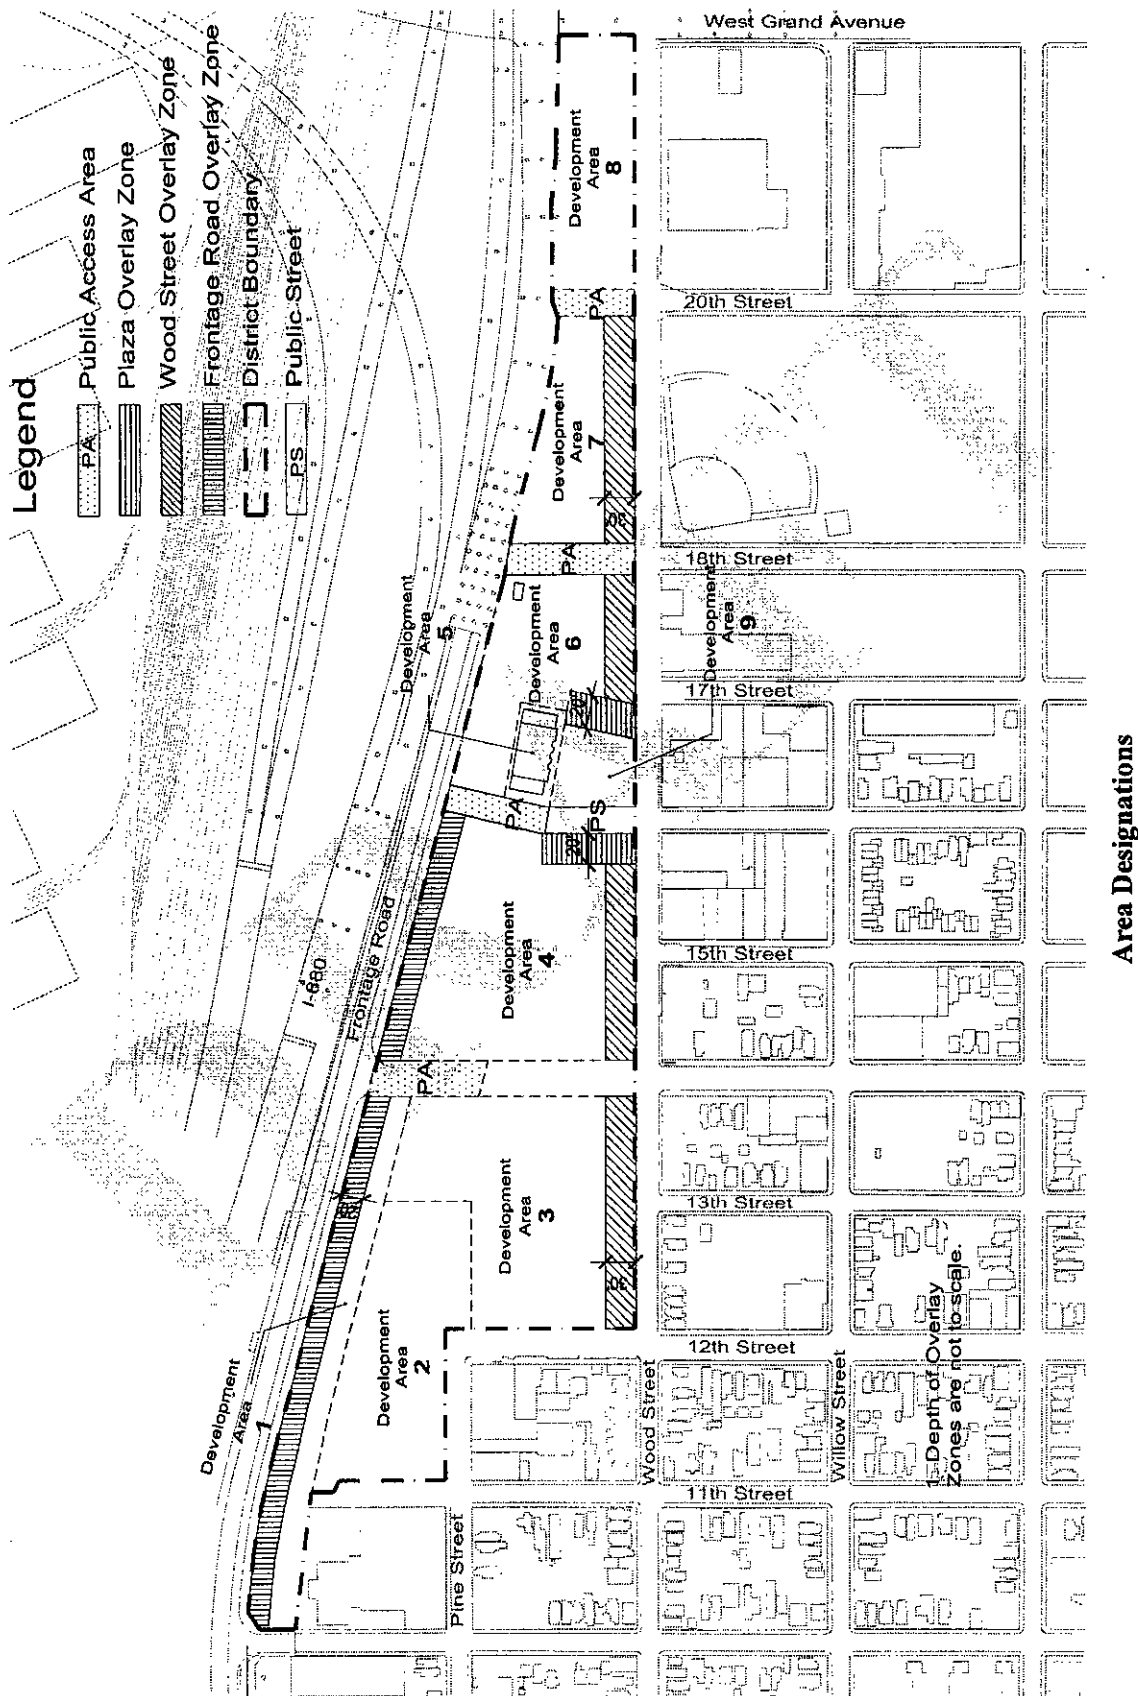 West Grand Avenue
Legend
PA
Public Access Area
Plaza Overlay Zone
Wood Street Overlay Zone
Frontage Road Overlay Zone
District Boundary
PS
Public Street
Development
Area
8
PA
20th Street
Development
Area
7
30'
PA
18th Street
Development
Area
5
Development
Area
6
Development
Area
9
17th Street
20'
PA
PS
20'
I-880
Frontage Road
Development
Area
4
15th Street
PA
Development
Area
3
13th Street
30'
Development
Area
1
Development
Area
2
12th Street
Wood Street
Willow Street
11th Street
Pine Street
1. Depth of Overlay
Zones are not to scale.
Area Designations